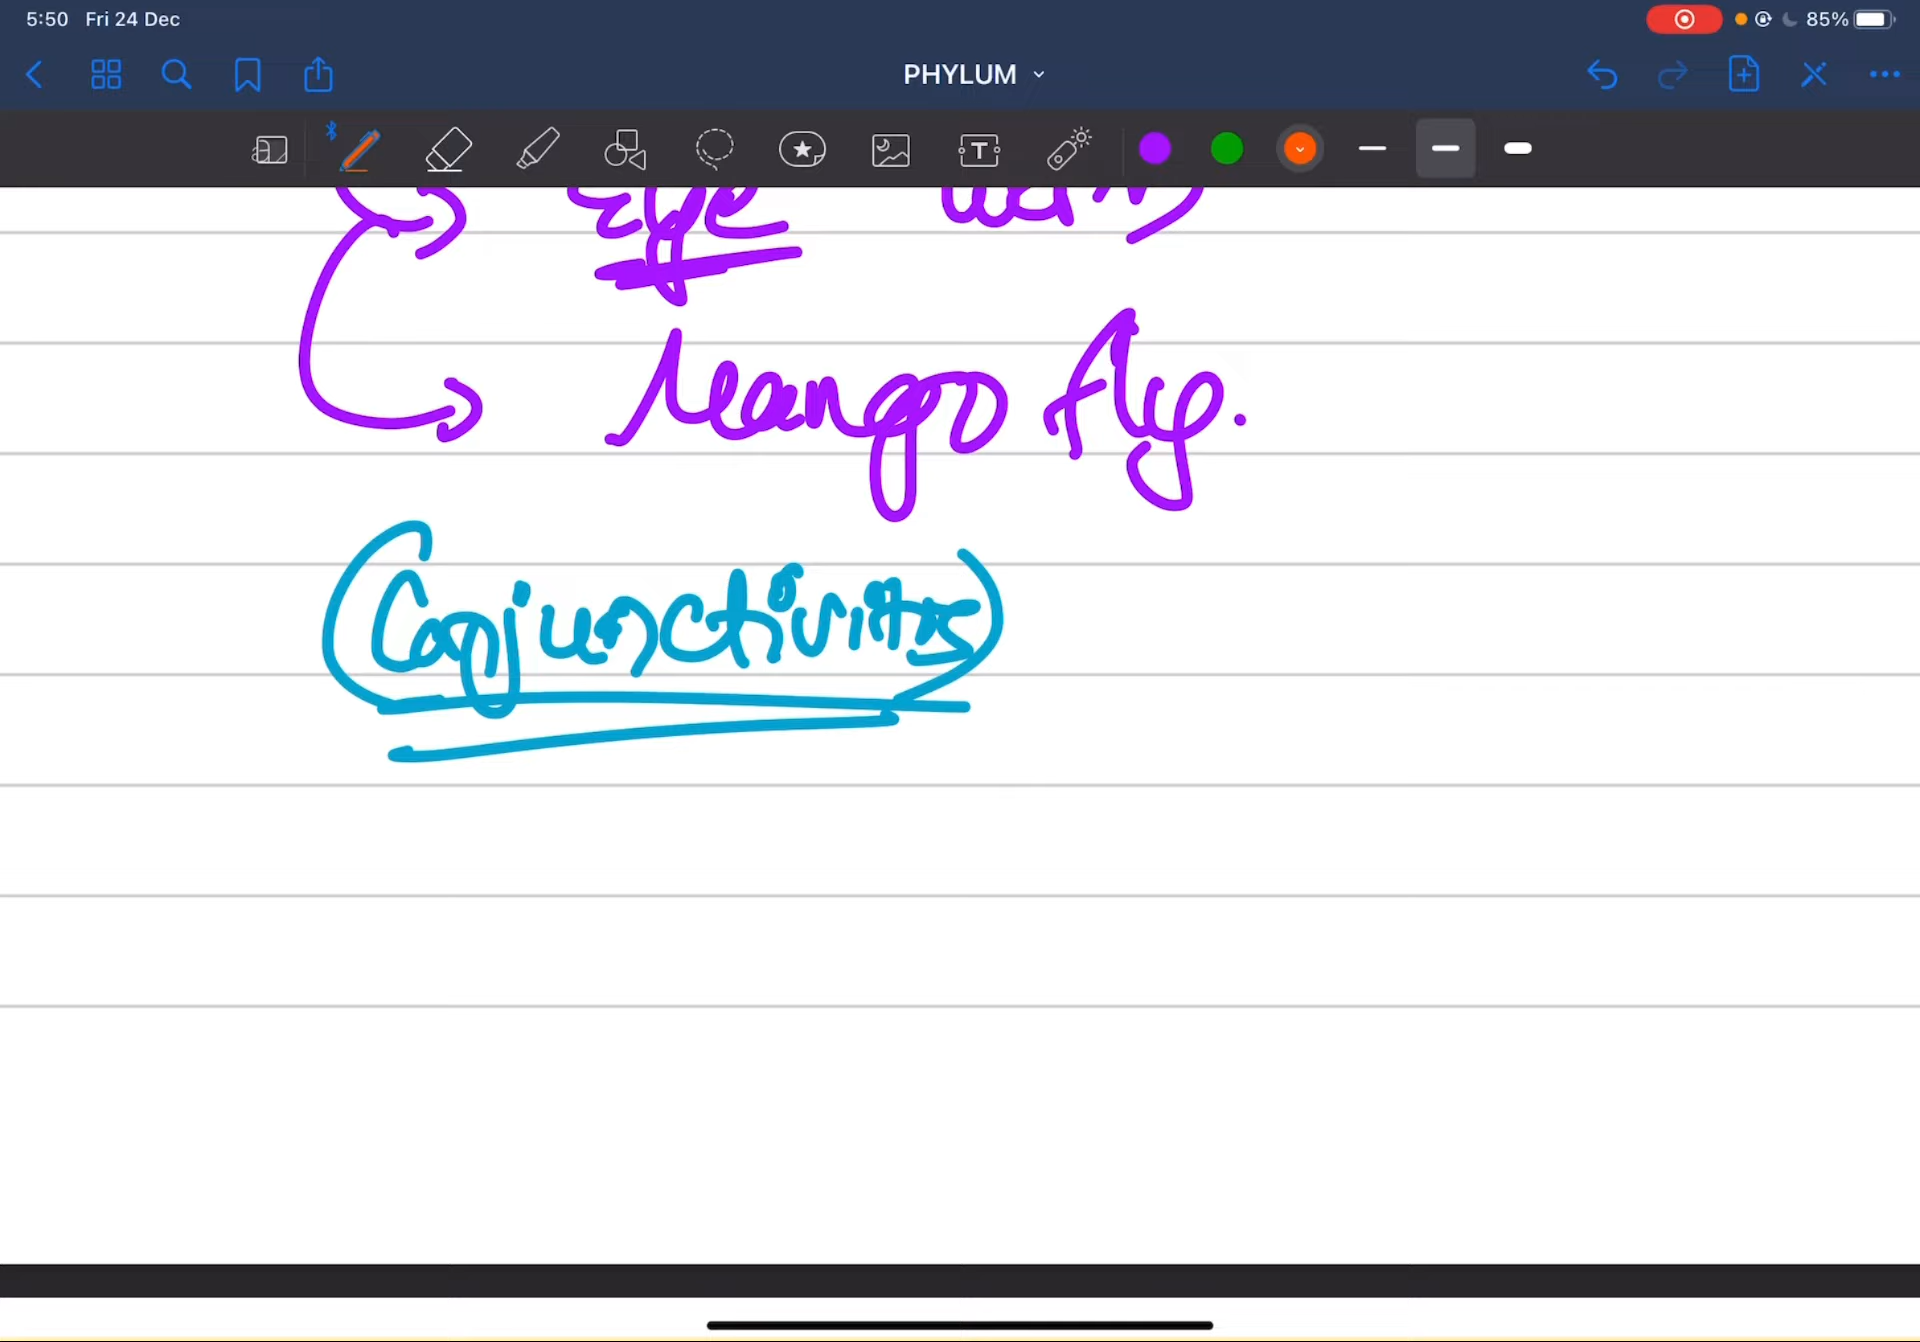 5:50 Fri 24 Dec 85%
PHYLUM
Eye
Mango fly.
(Conjunctivitis)